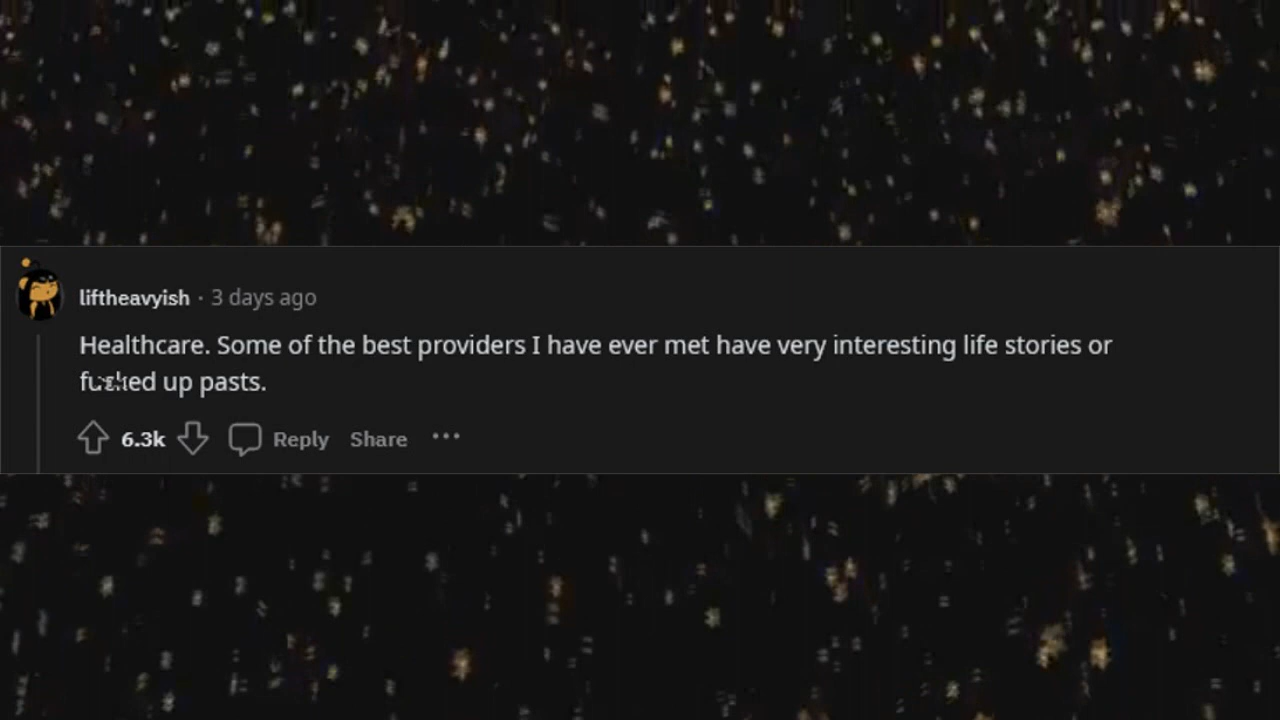 liftheavyish · 3 days ago
Healthcare. Some of the best providers I have ever met have very interesting life stories or
fucked up pasts.
6.3k Reply Share ···